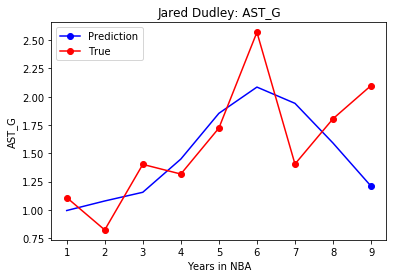 Jared Dudley: AST_G
Prediction
True
AST_G
2.50
2.25
2.00
1.75
1.50
1.25
1.00
0.75
1 2 3 4 5 6 7 8 9
Years in NBA